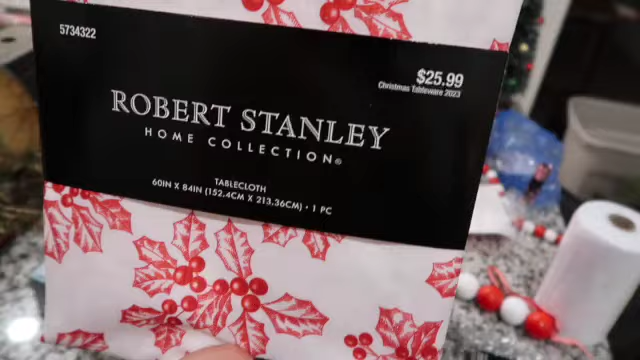 5734322
$25.99
Christmas Tableware 2023
ROBERT STANLEY
HOME COLLECTION®
TABLECLOTH
60IN X 84IN (152.4CM X 213.36CM) • 1 PC